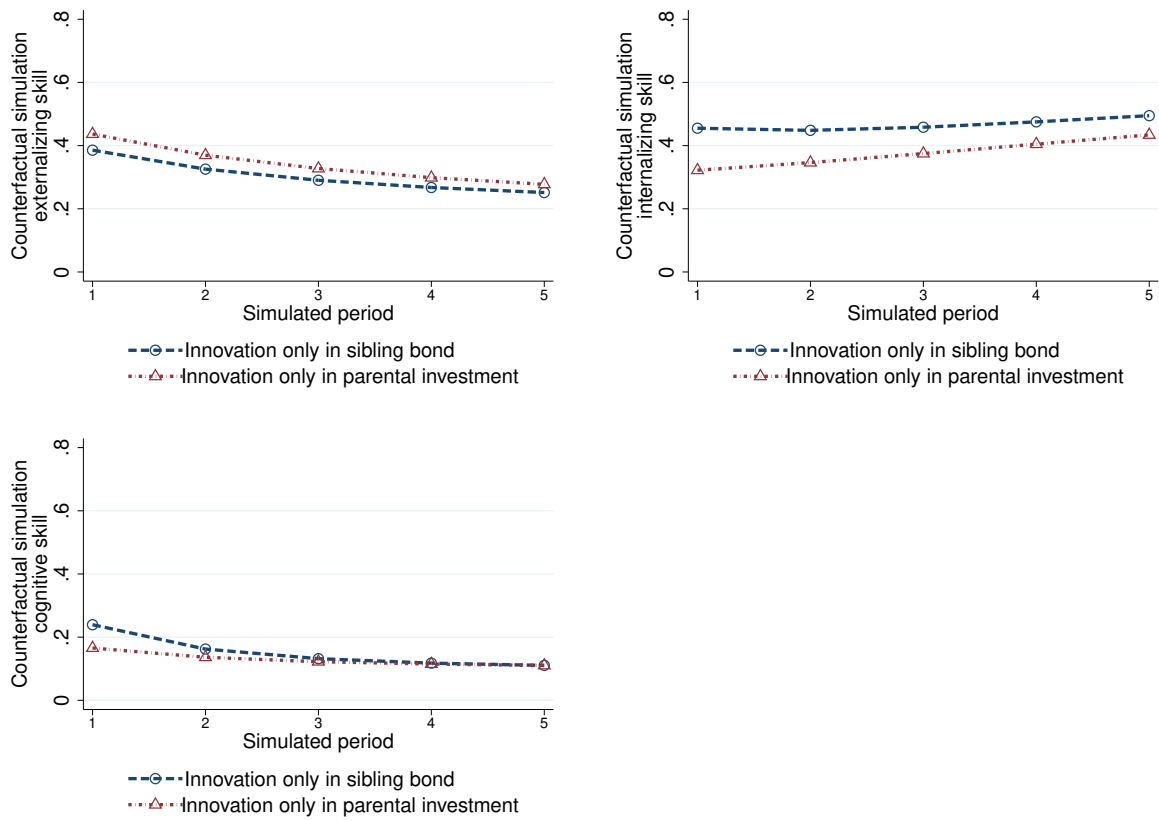 Counterfactual simulation
externalizing skill
.8
.6
.4
.2
0
1 2 3 4 5
Simulated period
Innovation only in sibling bond
Innovation only in parental investment
Counterfactual simulation
internalizing skill
.8
.6
.4
.2
0
1 2 3 4 5
Simulated period
Innovation only in sibling bond
Innovation only in parental investment
Counterfactual simulation
cognitive skill
.8
.6
.4
.2
0
1 2 3 4 5
Simulated period
Innovation only in sibling bond
Innovation only in parental investment